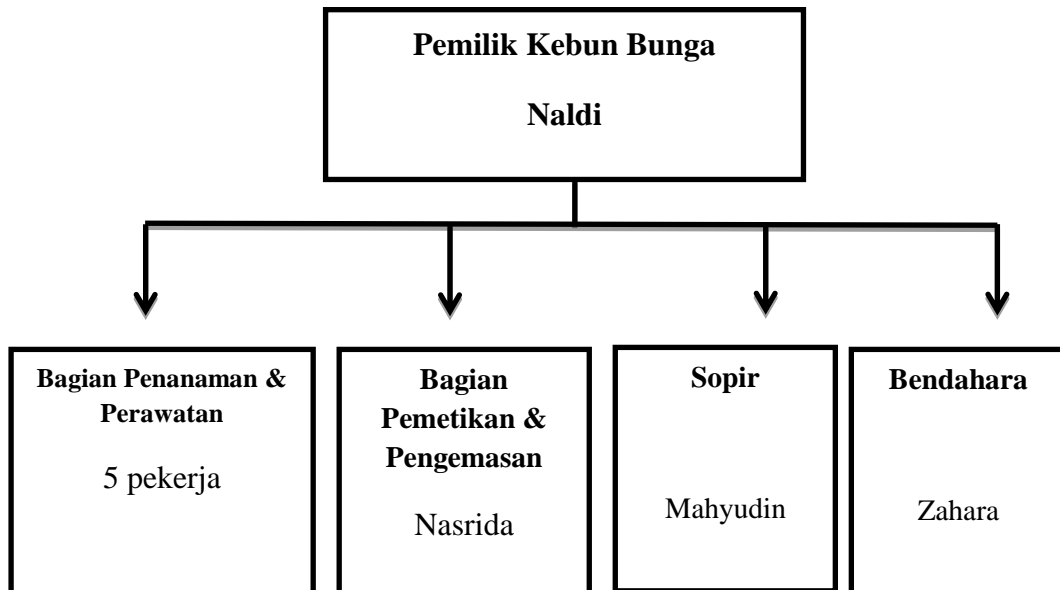 Pemilik Kebun Bunga
Naldi
Bagian Penanaman &
Perawatan
5 pekerja
Bagian
Pemetikan &
Pengemasan
Nasrida
Sopir
Mahyudin
Bendahara
Zahara